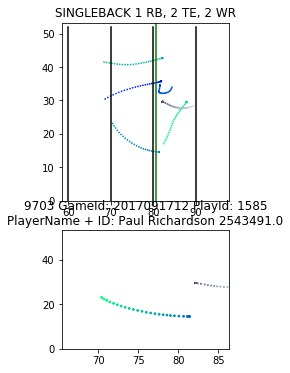 SINGLEBACK 1 RB, 2 TE, 2 WR
50
40
30
20
10
0
60 70 80 90
9703 GameId: 2017091712 PlayId: 1585
PlayerName + ID: Paul Richardson 2543491.0
40
20
0
70 75 80 85